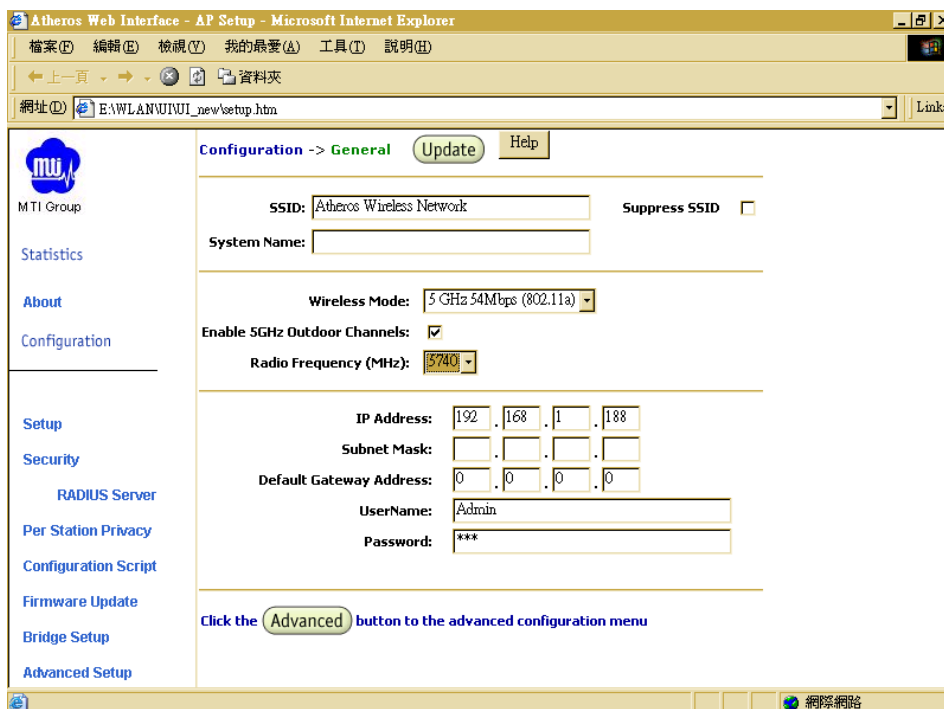 Atheros Web Interface - AP Setup - Microsoft Internet Explorer
檔案(F) 編輯(E) 檢視(V) 我的最愛(A) 工具(T) 說明(H)
上一頁 資料夾
網址(D) E:\WLAN\UI\UI_new\setup.htm Links
mti
MTI Group
Statistics
About
Configuration
Setup
Security
RADIUS Server
Per Station Privacy
Configuration Script
Firmware Update
Bridge Setup
Advanced Setup
Configuration -> General Update Help
SSID: Atheros Wireless Network Suppress SSID
System Name:
Wireless Mode: 5 GHz 54Mbps (802.11a)
Enable 5GHz Outdoor Channels:
Radio Frequency (MHz): 5740
IP Address: 192 . 168 . 1 . 188
Subnet Mask: . . .
Default Gateway Address: 0 . 0 . 0 . 0
UserName: Admin
Password: ***
Click the Advanced button to the advanced configuration menu
網際網路